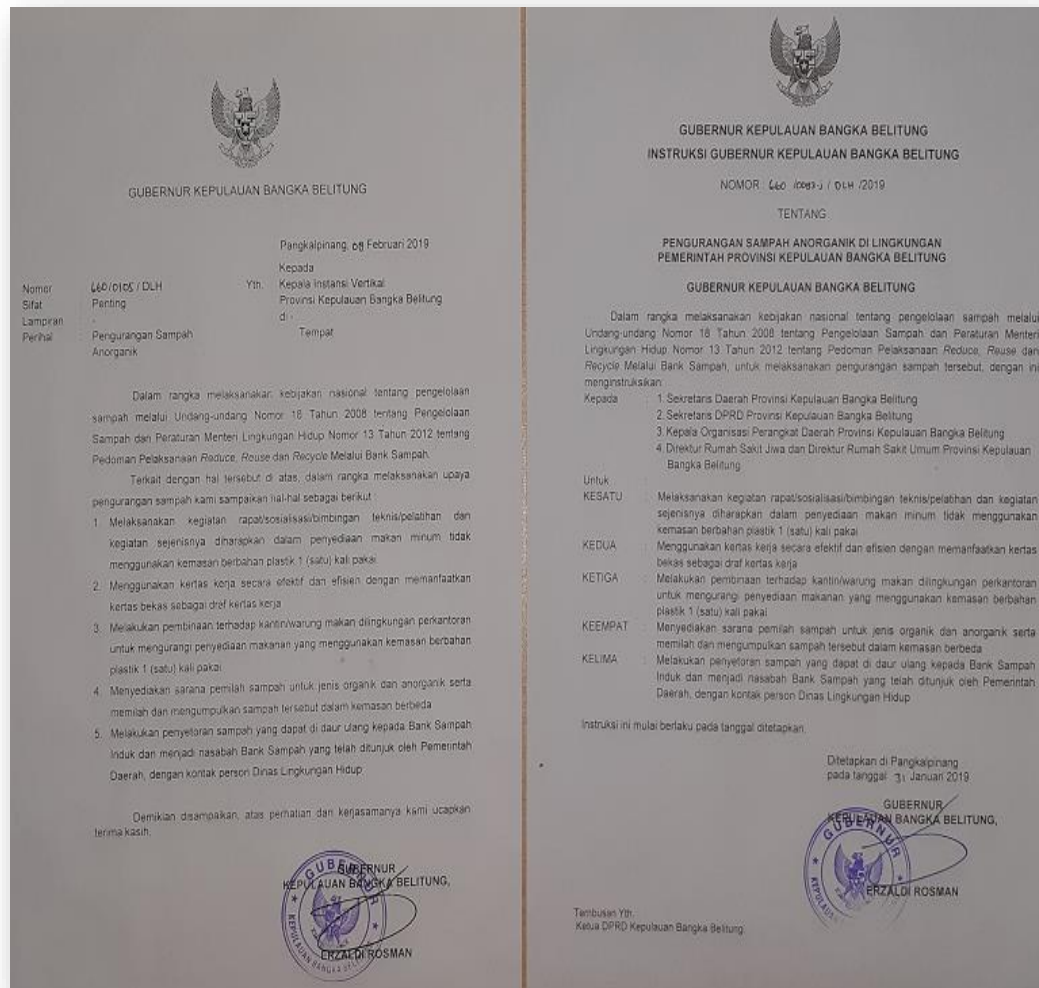 GUBERNUR KEPULAUAN BANGKA BELITUNG
Pangkalpinang, 08 Februari 2019
Kepada
Nomor : 660/0105/DLH Yth. Kepala Instansi Vertikal
Sifat : Penting Provinsi Kepulauan Bangka Belitung
Lampiran : - di -
Perihal : Pengurangan Sampah Tempat
Anorganik
Dalam rangka melaksanakan kebijakan nasional tentang pengelolaan
sampah melalui Undang-undang Nomor 18 Tahun 2008 tentang Pengelolaan
Sampah dan Peraturan Menteri Lingkungan Hidup Nomor 13 Tahun 2012 tentang
Pedoman Pelaksanaan Reduce, Reuse dan Recycle Melalui Bank Sampah.
Terkait dengan hal tersebut di atas, dalam rangka melaksanakan upaya
pengurangan sampah kami sampaikan hal-hal sebagai berikut :
1. Melaksanakan kegiatan rapat/sosialisasi/bimbingan teknis/pelatihan dan
kegiatan sejenisnya diharapkan dalam penyediaan makan minum tidak
menggunakan kemasan berbahan plastik 1 (satu) kali pakai
2. Menggunakan kertas kerja secara efektif dan efisien dengan memanfaatkan
kertas bekas sebagai draf kertas kerja
3. Melakukan pembinaan terhadap kantin/warung makan dilingkungan perkantoran
untuk mengurangi penyediaan makanan yang menggunakan kemasan berbahan
plastik 1 (satu) kali pakai
4. Menyediakan sarana pemilah sampah untuk jenis organik dan anorganik serta
memilah dan mengumpulkan sampah tersebut dalam kemasan berbeda
5. Melakukan penyetoran sampah yang dapat di daur ulang kepada Bank Sampah
Induk dan menjadi nasabah Bank Sampah yang telah ditunjuk oleh Pemerintah
Daerah, dengan kontak person Dinas Lingkungan Hidup
Demikian disampaikan, atas perhatian dan kerjasamanya kami ucapkan
terima kasih.
GUBERNUR
KEPULAUAN BANGKA BELITUNG,
ERZALDI ROSMAN
GUBERNUR
KEPULAUAN BANGKA BELITUNG
GUBERNUR KEPULAUAN BANGKA BELITUNG
INSTRUKSI GUBERNUR KEPULAUAN BANGKA BELITUNG
NOMOR : 660 / DLH /2019
TENTANG
PENGURANGAN SAMPAH ANORGANIK DI LINGKUNGAN
PEMERINTAH PROVINSI KEPULAUAN BANGKA BELITUNG
GUBERNUR KEPULAUAN BANGKA BELITUNG
Dalam rangka melaksanakan kebijakan nasional tentang pengelolaan sampah melalui
Undang-undang Nomor 18 Tahun 2008 tentang Pengelolaan Sampah dan Peraturan Menteri
Lingkungan Hidup Nomor 13 Tahun 2012 tentang Pedoman Pelaksanaan Reduce, Reuse dan
Recycle Melalui Bank Sampah, untuk melaksanakan pengurangan sampah tersebut, dengan ini
menginstruksikan
Kepada : 1. Sekretaris Daerah Provinsi Kepulauan Bangka Belitung
2. Sekretaris DPRD Provinsi Kepulauan Bangka Belitung
3. Kepala Organisasi Perangkat Daerah Provinsi Kepulauan Bangka Belitung
4. Direktur Rumah Sakit Jiwa dan Direktur Rumah Sakit Umum Provinsi Kepulauan
Bangka Belitung
Untuk :
KESATU : Melaksanakan kegiatan rapat/sosialisasi/bimbingan teknis/pelatihan dan kegiatan
sejenisnya diharapkan dalam penyediaan makan minum tidak menggunakan
kemasan berbahan plastik 1 (satu) kali pakai
KEDUA : Menggunakan kertas kerja secara efektif dan efisien dengan memanfaatkan kertas
bekas sebagai draf kertas kerja
KETIGA : Melakukan pembinaan terhadap kantin/warung makan dilingkungan perkantoran
untuk mengurangi penyediaan makanan yang menggunakan kemasan berbahan
plastik 1 (satu) kali pakai
KEEMPAT : Menyediakan sarana pemilah sampah untuk jenis organik dan anorganik serta
memilah dan mengumpulkan sampah tersebut dalam kemasan berbeda
KELIMA : Melakukan penyetoran sampah yang dapat di daur ulang kepada Bank Sampah
Induk dan menjadi nasabah Bank Sampah yang telah ditunjuk oleh Pemerintah
Daerah, dengan kontak person Dinas Lingkungan Hidup
Instruksi ini mulai berlaku pada tanggal ditetapkan.
Ditetapkan di Pangkalpinang
pada tanggal 31 Januari 2019
GUBERNUR
KEPULAUAN BANGKA BELITUNG,
ERZALDI ROSMAN
GUBERNUR
Tembusan Yth.
Ketua DPRD Kepulauan Bangka Belitung